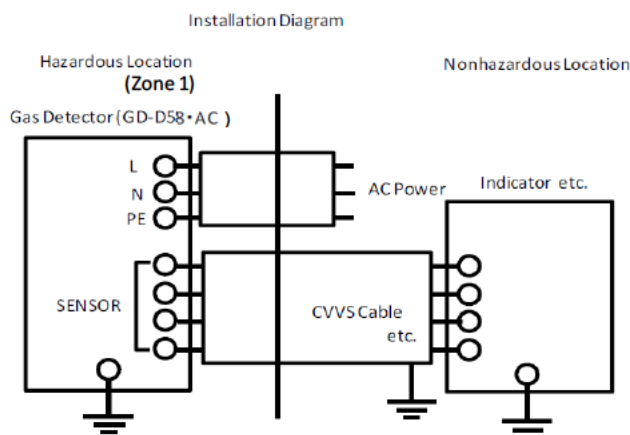 Installation Diagram
Hazardous Location
(Zone 1)
Nonhazardous Location
Gas Detector(GD-D58・AC )
L
N
PE
AC Power
Indicator etc.
SENSOR
CVVS Cable
etc.